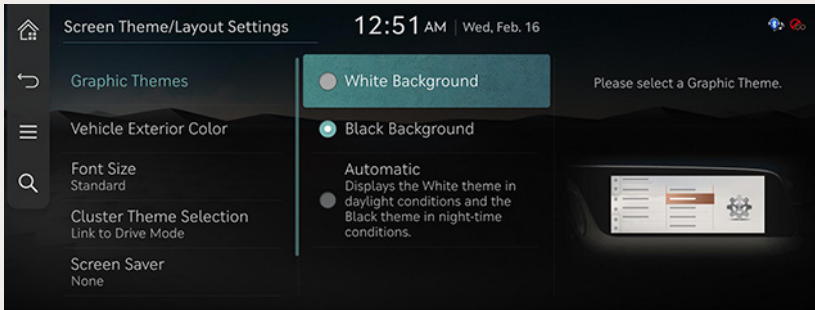 Screen Theme/Layout Settings
12:51 AM | Wed, Feb. 16
Graphic Themes
Vehicle Exterior Color
Font Size
Standard
Cluster Theme Selection
Link to Drive Mode
Screen Saver
None
White Background
Black Background
Automatic
Displays the White theme in
daylight conditions and the
Black theme in night-time
conditions.
Please select a Graphic Theme.